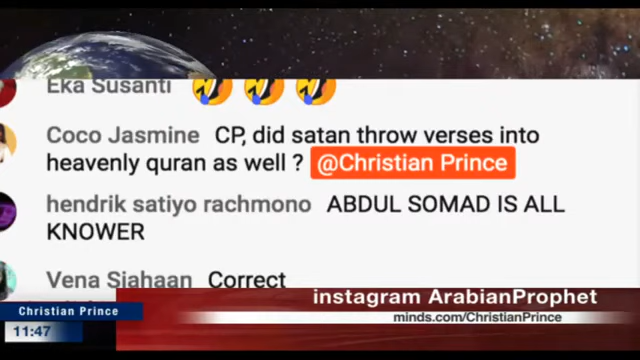 Eka Susanti 🤣 🤣 🤣
Coco Jasmine CP, did satan throw verses into
heavenly quran as well ? @Christian Prince
hendrik satiyo rachmono ABDUL SOMAD IS ALL
KNOWER
Vena Siahaan Correct
instagram ArabianProphet
Christian Prince
minds.com/ChristianPrince
11:47